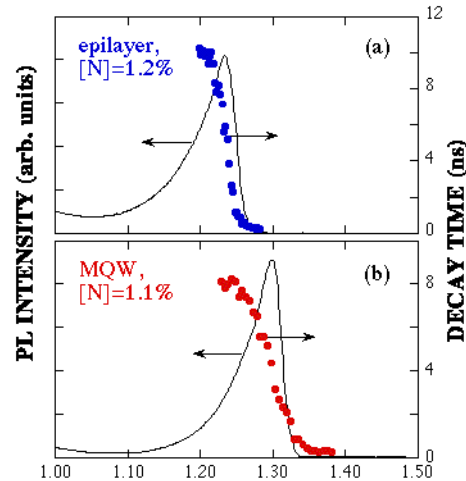 12
epilayer,
[N]=1.2%
(a)
8
4
0
PL INTENSITY (arb. units)
DECAY TIME (ns)
MQW,
[N]=1.1%
(b)
8
4
0
1.00 1.10 1.20 1.30 1.40 1.50